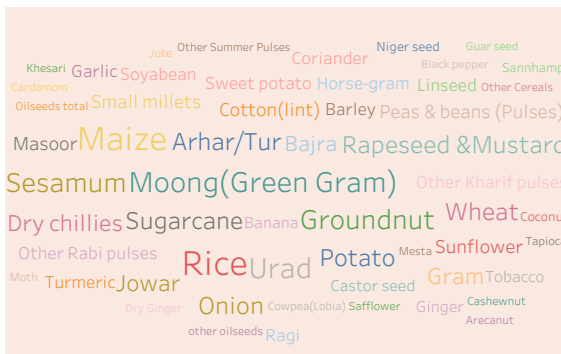 Jute
Other Summer Pulses
Niger seed
Guar seed
Khesari
Garlic
Soyabean
Coriander
Black pepper
Sannhamp
Cardamom
Sweet potato
Horse-gram
Linseed
Other Cereals
Oilseeds total
Small millets
Cotton(lint)
Barley
Peas & beans (Pulses)
Masoor
Maize
Arhar/Tur
Bajra
Rapeseed &Mustard
Sesamum
Moong(Green Gram)
Other Kharif pulses
Dry chillies
Sugarcane
Banana
Groundnut
Wheat
Coconu
Other Rabi pulses
Rice
Urad
Potato
Mesta
Sunflower
Tapioca
Moth
Turmeric
Jowar
Castor seed
Gram
Tobacco
Dry Ginger
Onion
Cowpea(Lobia)
Safflower
Ginger
Cashewnut
Arecanut
other oilseeds
Ragi